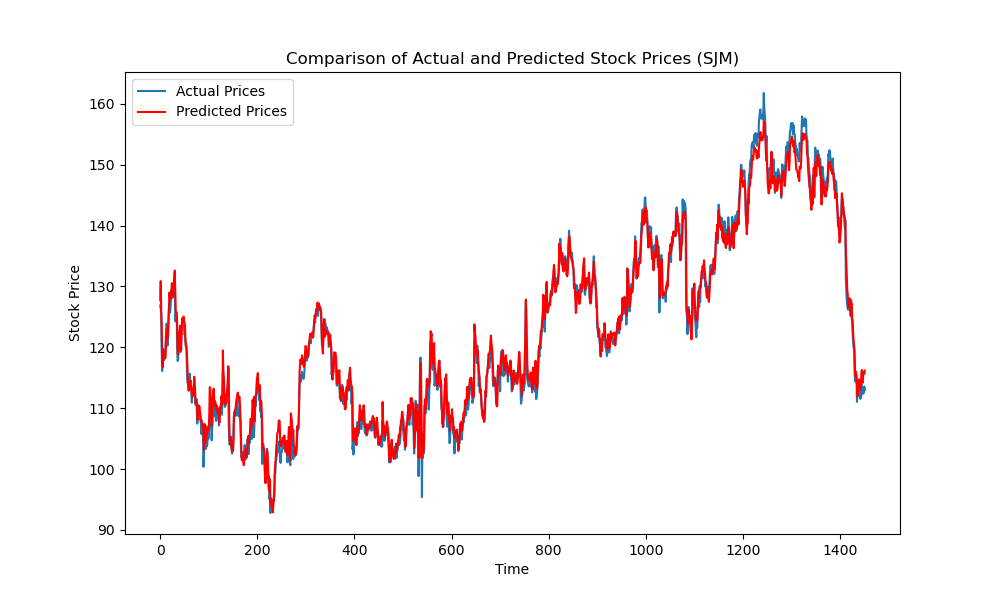 Comparison of Actual and Predicted Stock Prices (SJM)
Actual Prices
Predicted Prices
160
150
140
130
120
110
100
90
Stock Price
0 200 400 600 800 1000 1200 1400
Time